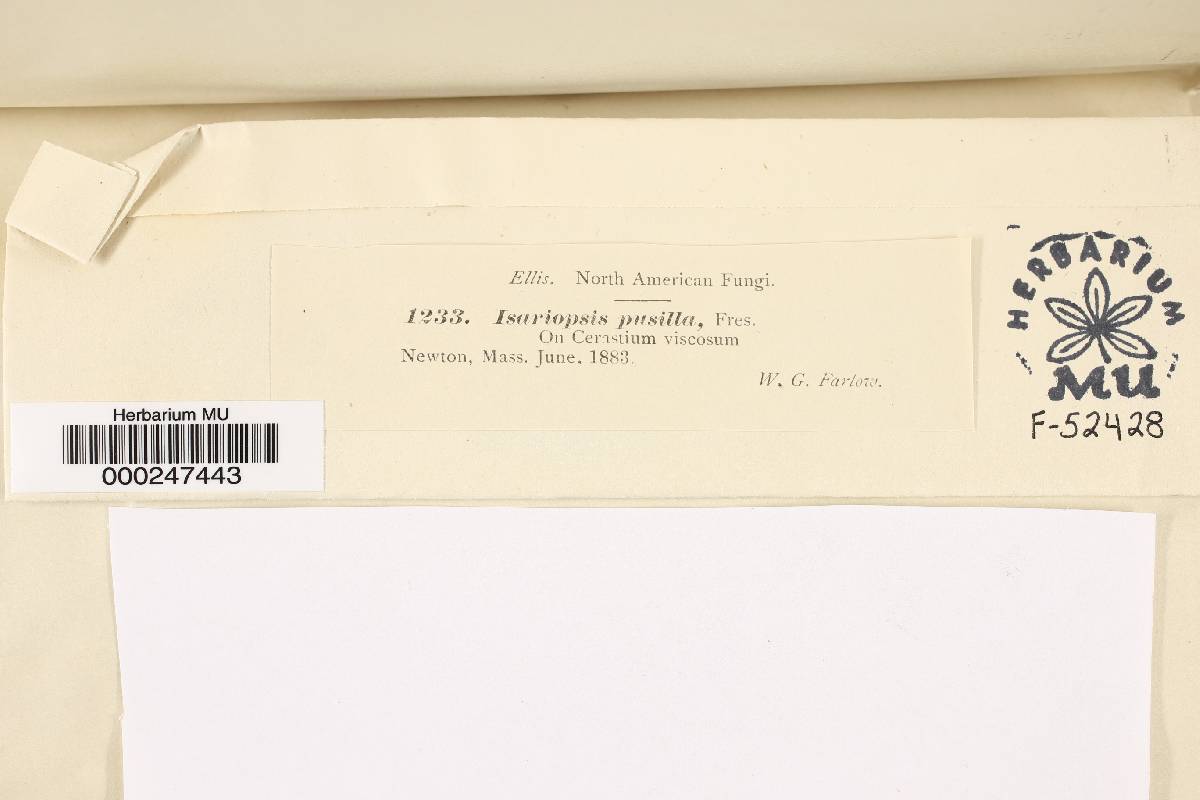 Ellis. North American Fungi.
1233. Isariopsis pusilla, Fres.
On Cerastium viscosum
Newton, Mass. June, 1883.
W. G. Farlow.
HERBARIUM
MU
F-52428
Herbarium MU
000247443